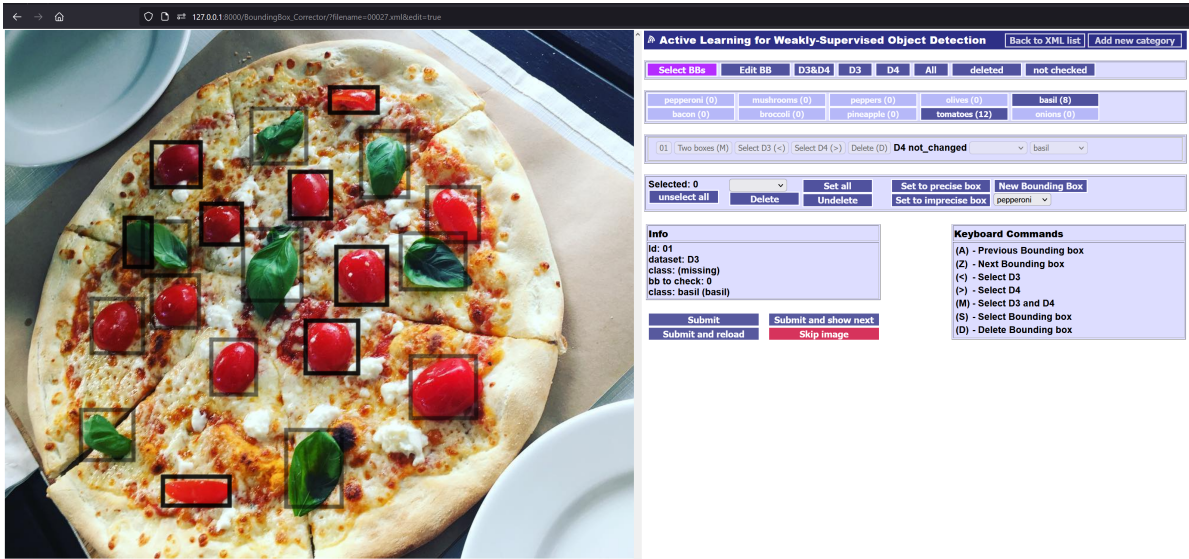 127.0.0.1:8000/BoundingBox_Corrector/?filename=00027.xml&edit=true
Active Learning for Weakly-Supervised Object Detection
Back to XML list
Add new category
Select BBs
Edit BB
D3&D4
D3
D4
All
deleted
not checked
pepperoni (0)
mushrooms (0)
peppers (0)
olives (0)
basil (8)
bacon (0)
broccoli (0)
pineapple (0)
tomatoes (12)
onions (0)
01
Two boxes (M)
Select D3 (<)
Select D4 (>)
Delete (D)
D4 not_changed
basil
Selected: 0
unselect all
Delete
Set all
Undelete
Set to precise box
New Bounding Box
Set to imprecise box
pepperoni
Info
Id: 01
dataset: D3
class: (missing)
bb to check: 0
class: basil (basil)
Submit
Submit and show next
Submit and reload
Skip image
Keyboard Commands
(A) - Previous Bounding box
(Z) - Next Bounding box
(<) - Select D3
(>) - Select D4
(M) - Select D3 and D4
(S) - Select Bounding box
(D) - Delete Bounding box